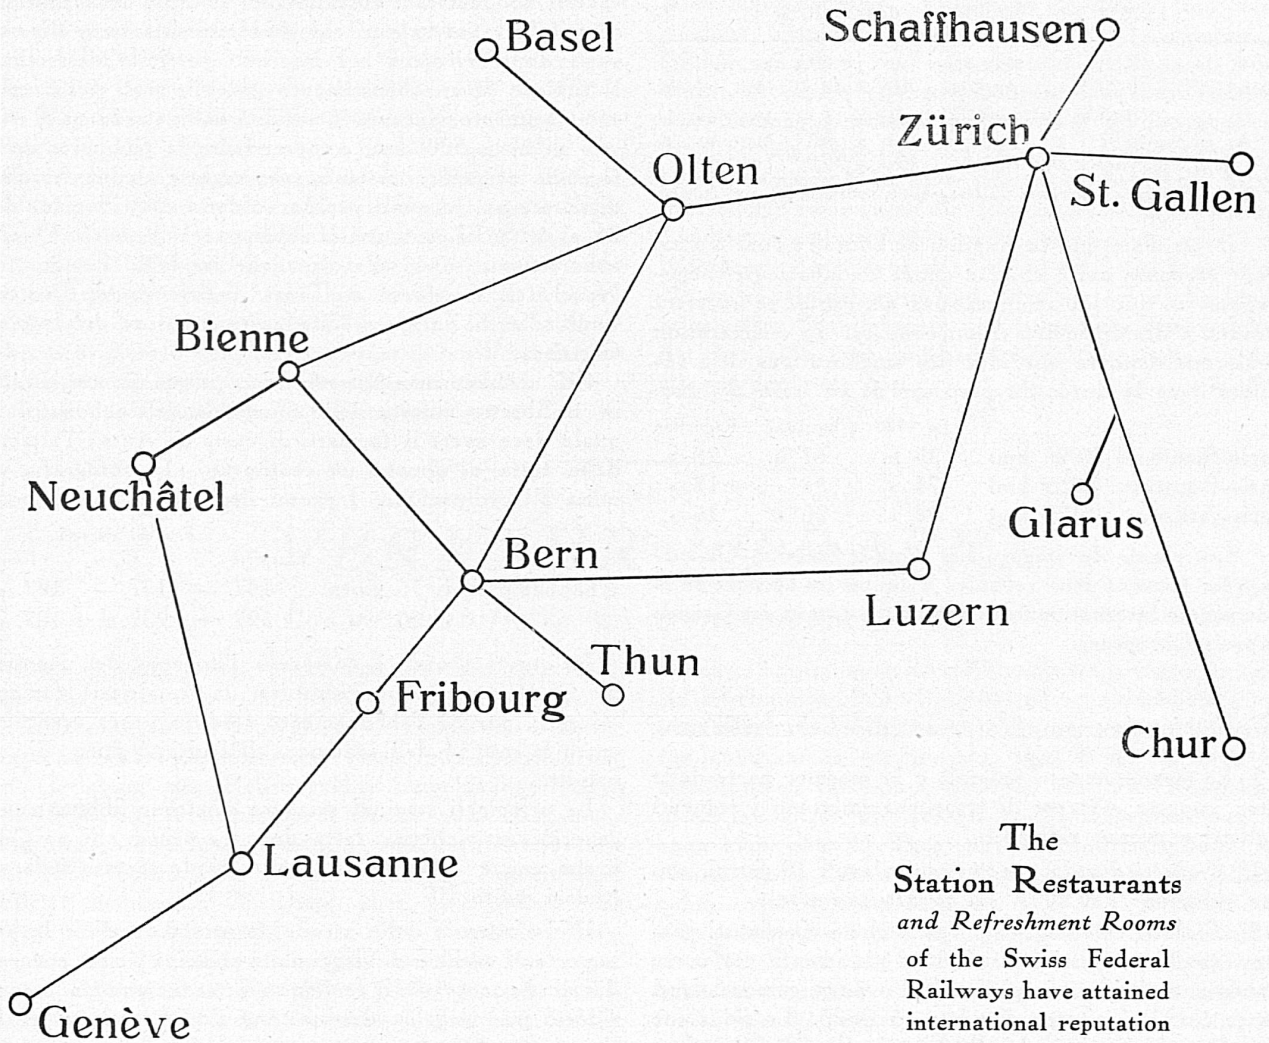 Basel
Schaffhausen
Zürich
Olten
St. Gallen
Bienne
Neuchâtel
Glarus
Bern
Luzern
Thun
Fribourg
Chur
Lausanne
Genève
The
Station Restaurants
and Refreshment Rooms
of the Swiss Federal
Railways have attained
international reputation